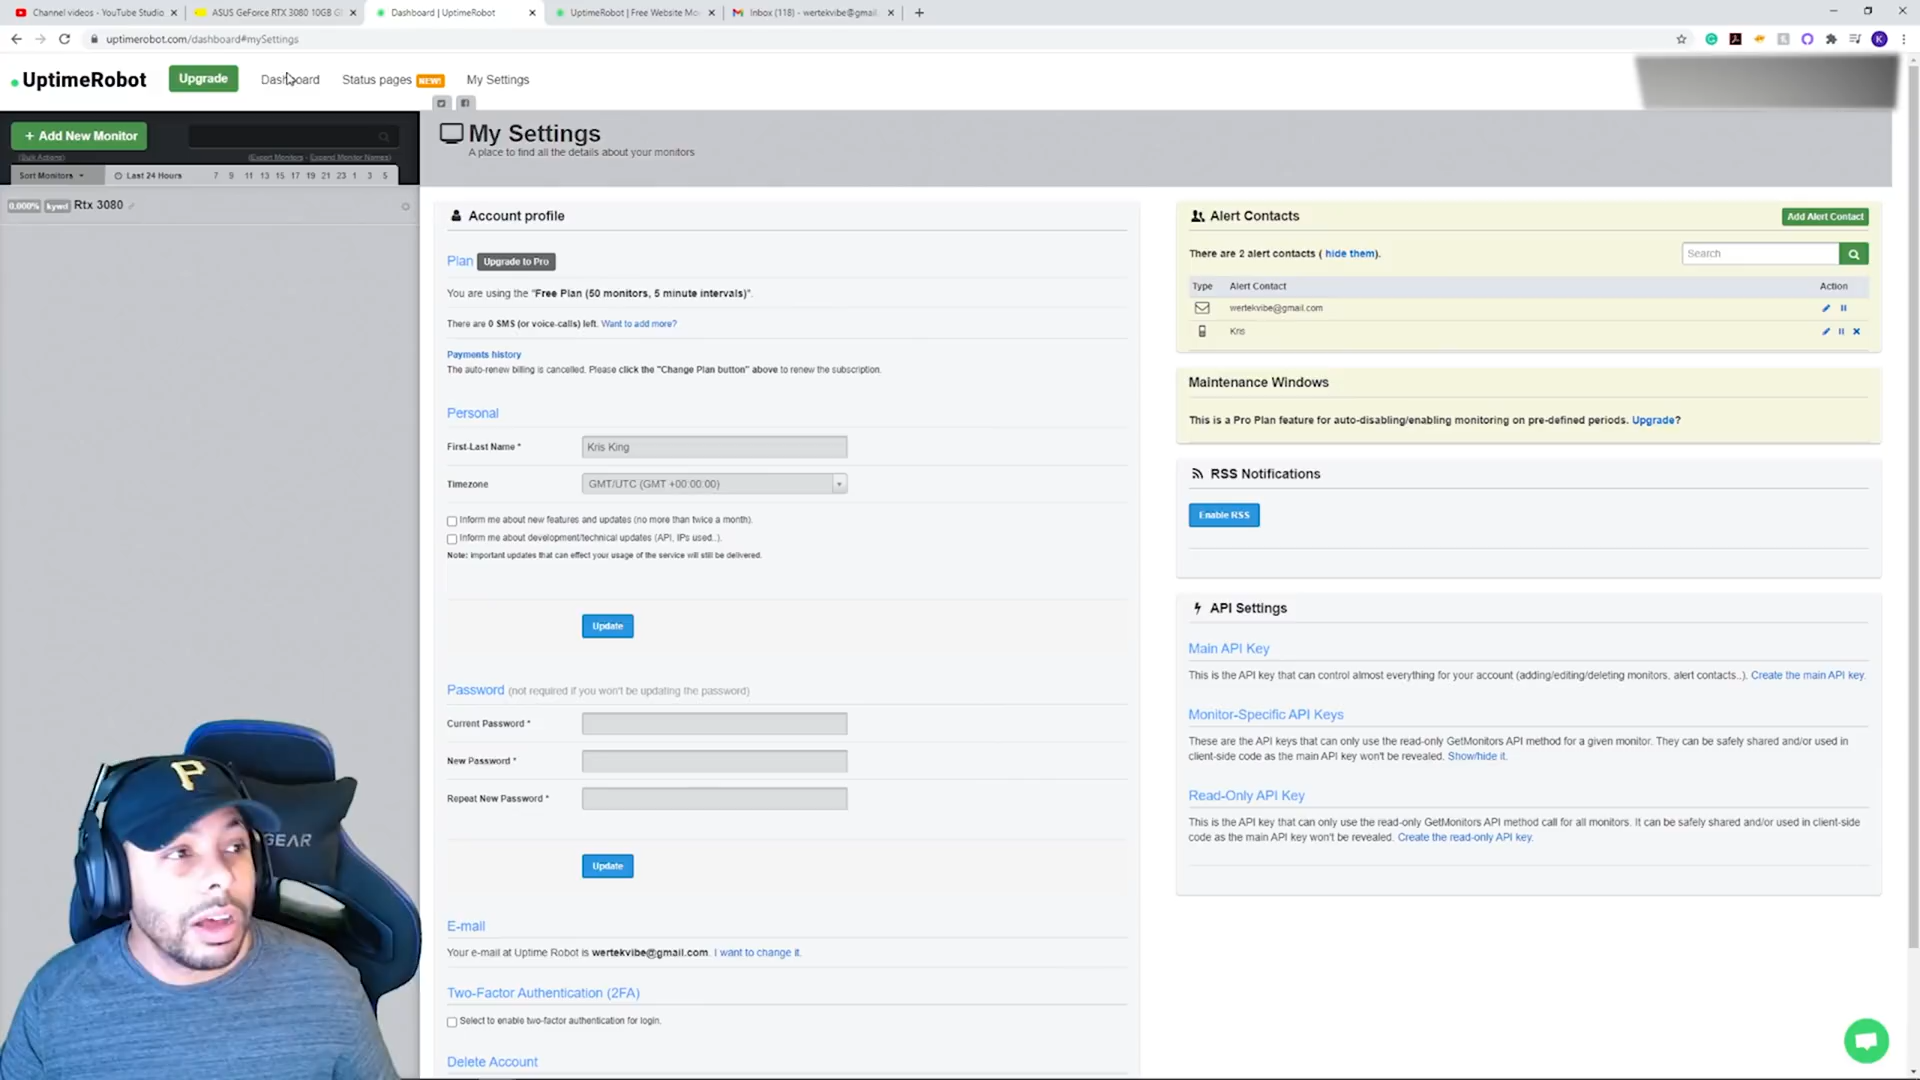 Channel videos - YouTube Studio
ASUS GeForce RTX 3080 10GB G
Dashboard | UptimeRobot
UptimeRobot | Free Website Mo
Inbox (118) - wertekvibe@gmail.
uptimerobot.com/dashboard#mySettings
K
UptimeRobot
Upgrade
Dashboard
Status pages NEW!
My Settings
+ Add New Monitor
(Bulk Actions)
(Export Monitors - Expand Monitor Names)
Sort Monitors
Last 24 Hours
7 9 11 13 15 17 19 21 23 1 3 5
0.000% kywd Rtx 3080
My Settings
A place to find all the details about your monitors
Account profile
Plan Upgrade to Pro
You are using the "Free Plan (50 monitors, 5 minute intervals)".
There are 0 SMS (or voice-calls) left. Want to add more?
Payments history
The auto-renew billing is cancelled. Please click the "Change Plan button" above to renew the subscription.
Personal
First-Last Name * Kris King
Timezone GMT/UTC (GMT +00:00:00)
Inform me about new features and updates (no more than twice a month).
Inform me about development/technical updates (API, IPs used..).
Note: important updates that can effect your usage of the service will still be delivered.
Update
Password (not required if you won't be updating the password)
Current Password *
New Password *
Repeat New Password *
Update
E-mail
Your e-mail at Uptime Robot is wertekvibe@gmail.com. I want to change it.
Two-Factor Authentication (2FA)
Select to enable two-factor authentication for login.
Delete Account
Alert Contacts
Add Alert Contact
There are 2 alert contacts ( hide them).
Search
Type Alert Contact Action
wertekvibe@gmail.com
Kris
Maintenance Windows
This is a Pro Plan feature for auto-disabling/enabling monitoring on pre-defined periods. Upgrade?
RSS Notifications
Enable RSS
API Settings
Main API Key
This is the API key that can control almost everything for your account (adding/editing/deleting monitors, alert contacts..). Create the main API key.
Monitor-Specific API Keys
These are the API keys that can only use the read-only GetMonitors API method for a given monitor. They can be safely shared and/or used in
client-side code as the main API key won't be revealed. Show/hide it.
Read-Only API Key
This is the API key that can only use the read-only GetMonitors API method call for all monitors. It can be safely shared and/or used in client-side
code as the main API key won't be revealed. Create the read-only API key.
P
GEAR